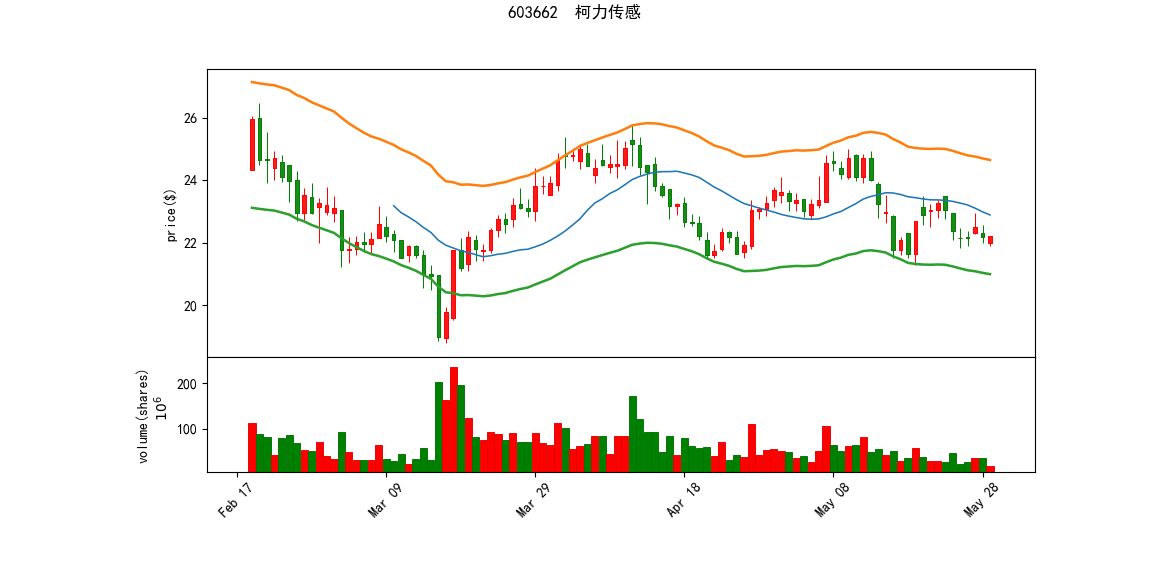 603662 柯力传感
price($)
26
24
22
20
volume(shares)
10^6
200
100
Feb 17
Mar 09
Mar 29
Apr 18
May 08
May 28